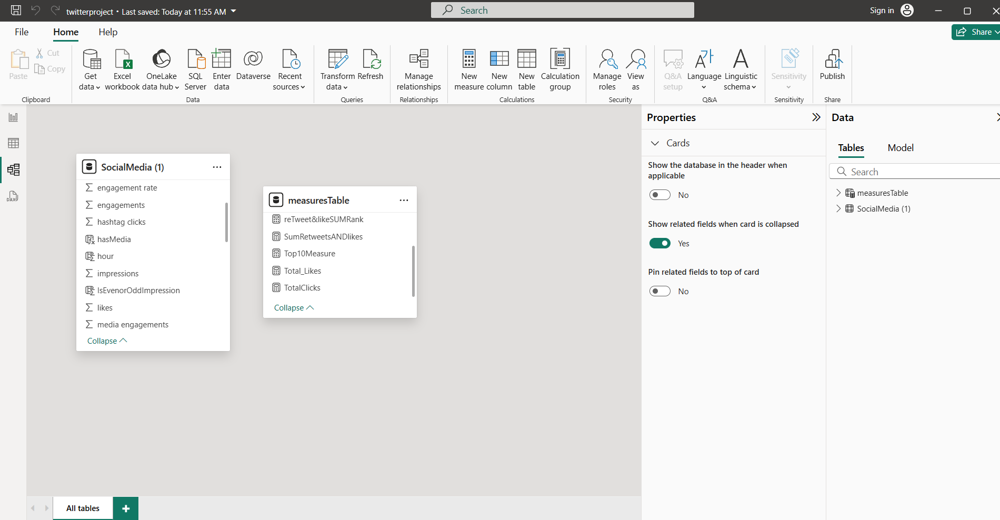 twitterproject • Last saved: Today at 11:55 AM
Search
Sign in
File
Home
Help
Share
Paste
Cut
Copy
Clipboard
Get data
Excel workbook
OneLake data hub
SQL Server
Enter data
Dataverse
Recent sources
Data
Transform data
Refresh
Queries
Manage relationships
Relationships
New measure
New column
New table
Calculation group
Calculations
Manage roles
View as
Security
Q&A setup
Language
Linguistic schema
Q&A
Sensitivity
Sensitivity
Publish
Share
DAX
SocialMedia (1)
engagement rate
engagements
hashtag clicks
hasMedia
hour
impressions
IsEvenorOddImpression
likes
media engagements
Collapse
measuresTable
reTweet&likeSUMRank
SumRetweetsANDlikes
Top10Measure
Total_Likes
TotalClicks
Collapse
Properties
Cards
Show the database in the header when
applicable
No
Show related fields when card is collapsed
Yes
Pin related fields to top of card
No
Data
Tables
Model
Search
measuresTable
SocialMedia (1)
All tables